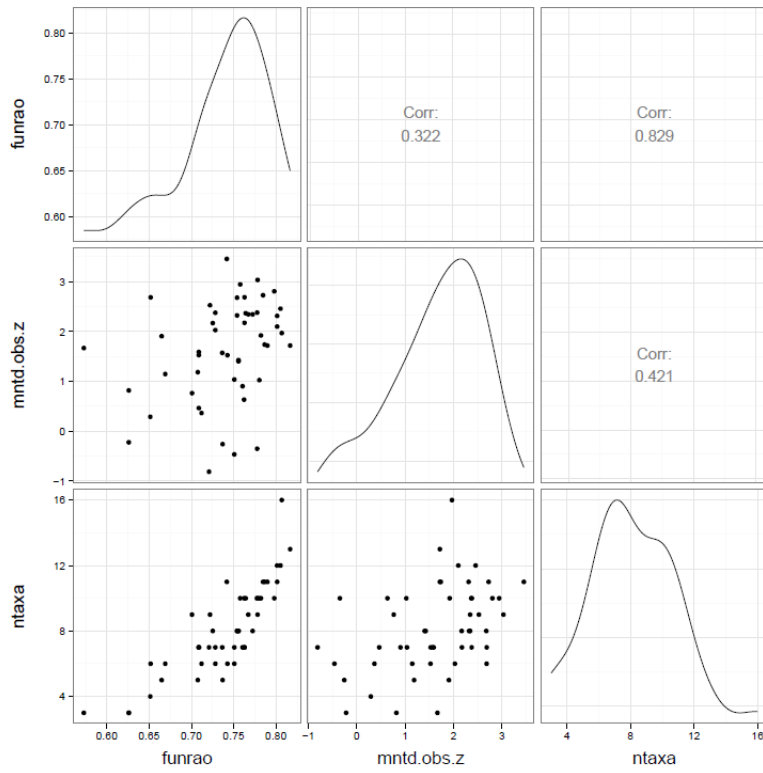 funrao
0.80
0.75
0.70
0.65
0.60
Corr:
0.322
Corr:
0.829
mntd.obs.z
3
2
1
0
−1
Corr:
0.421
ntaxa
16
12
8
4
0.60 0.65 0.70 0.75 0.80
−1 0 1 2 3
4 8 12 16
funrao mntd.obs.z ntaxa